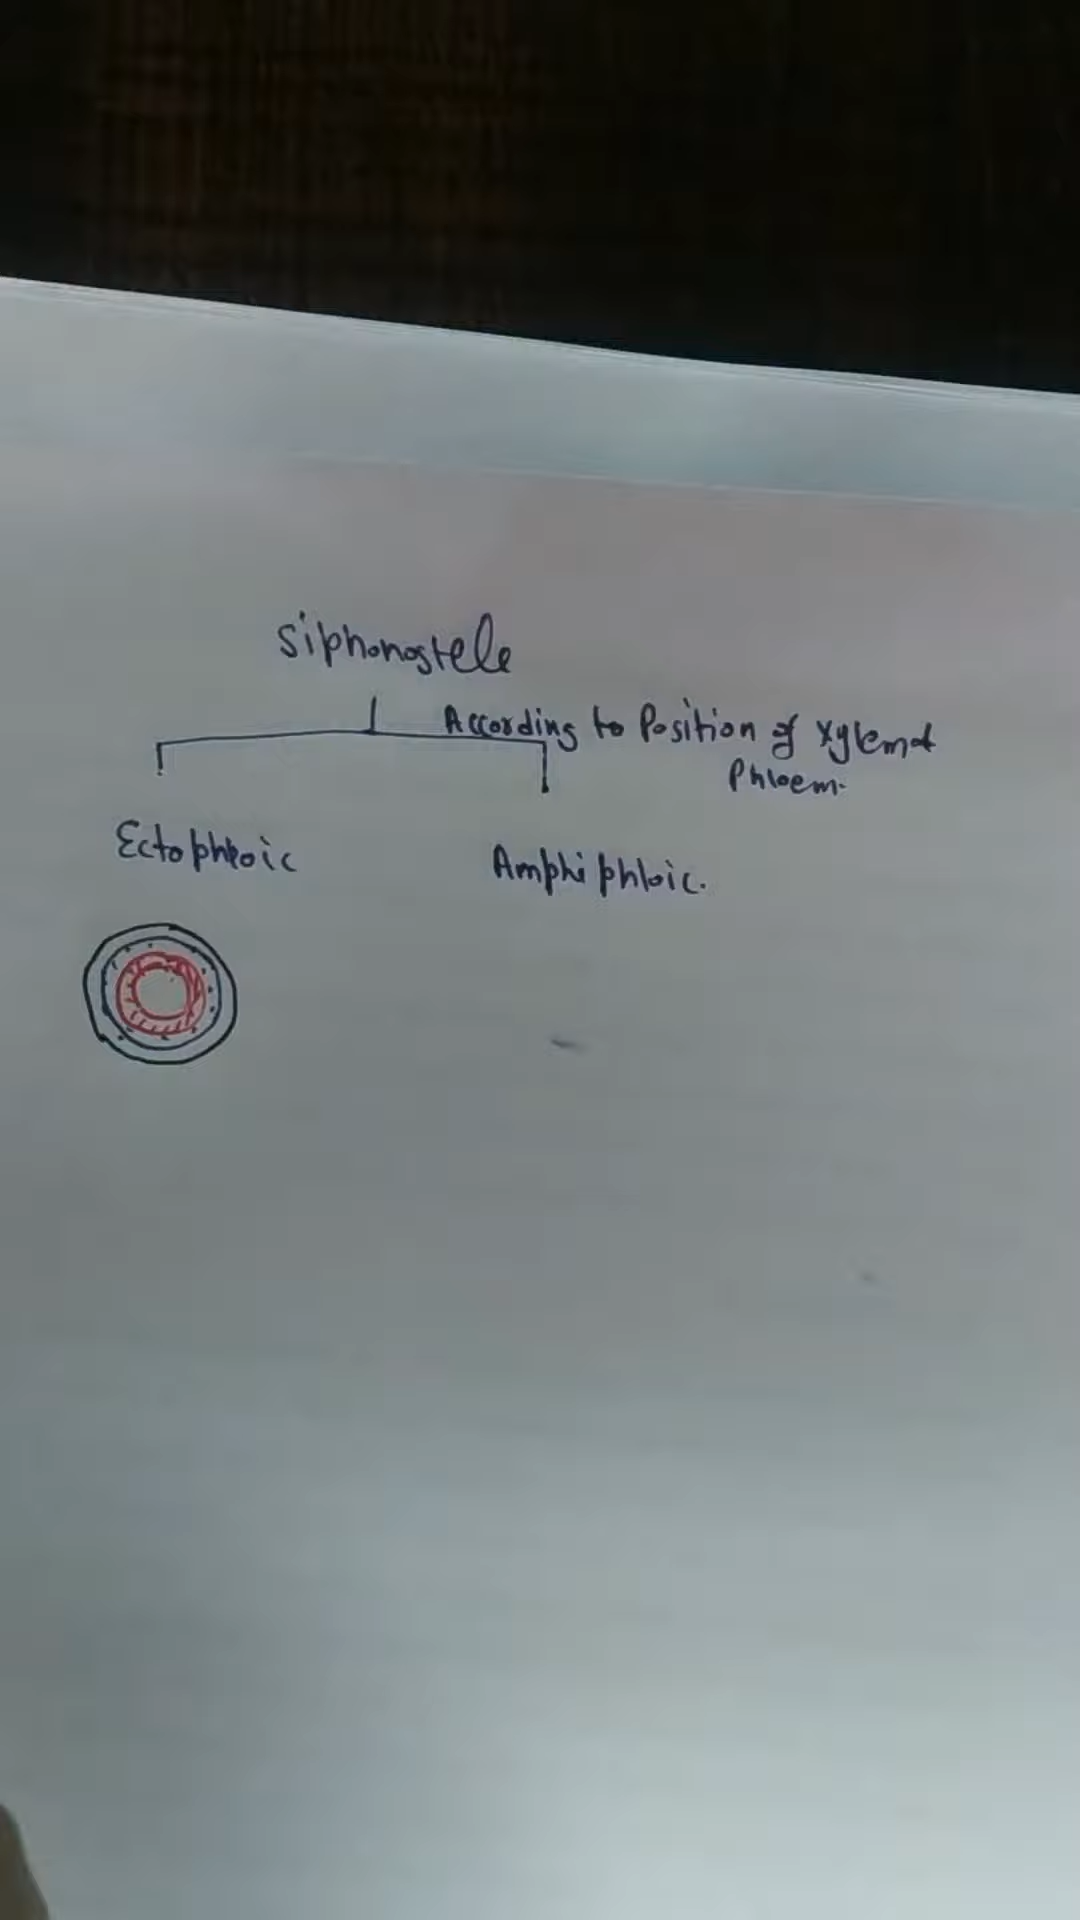 Siphonostele
According to Position of Xylem &
Phloem.
Ectophloic
Amphiphloic.